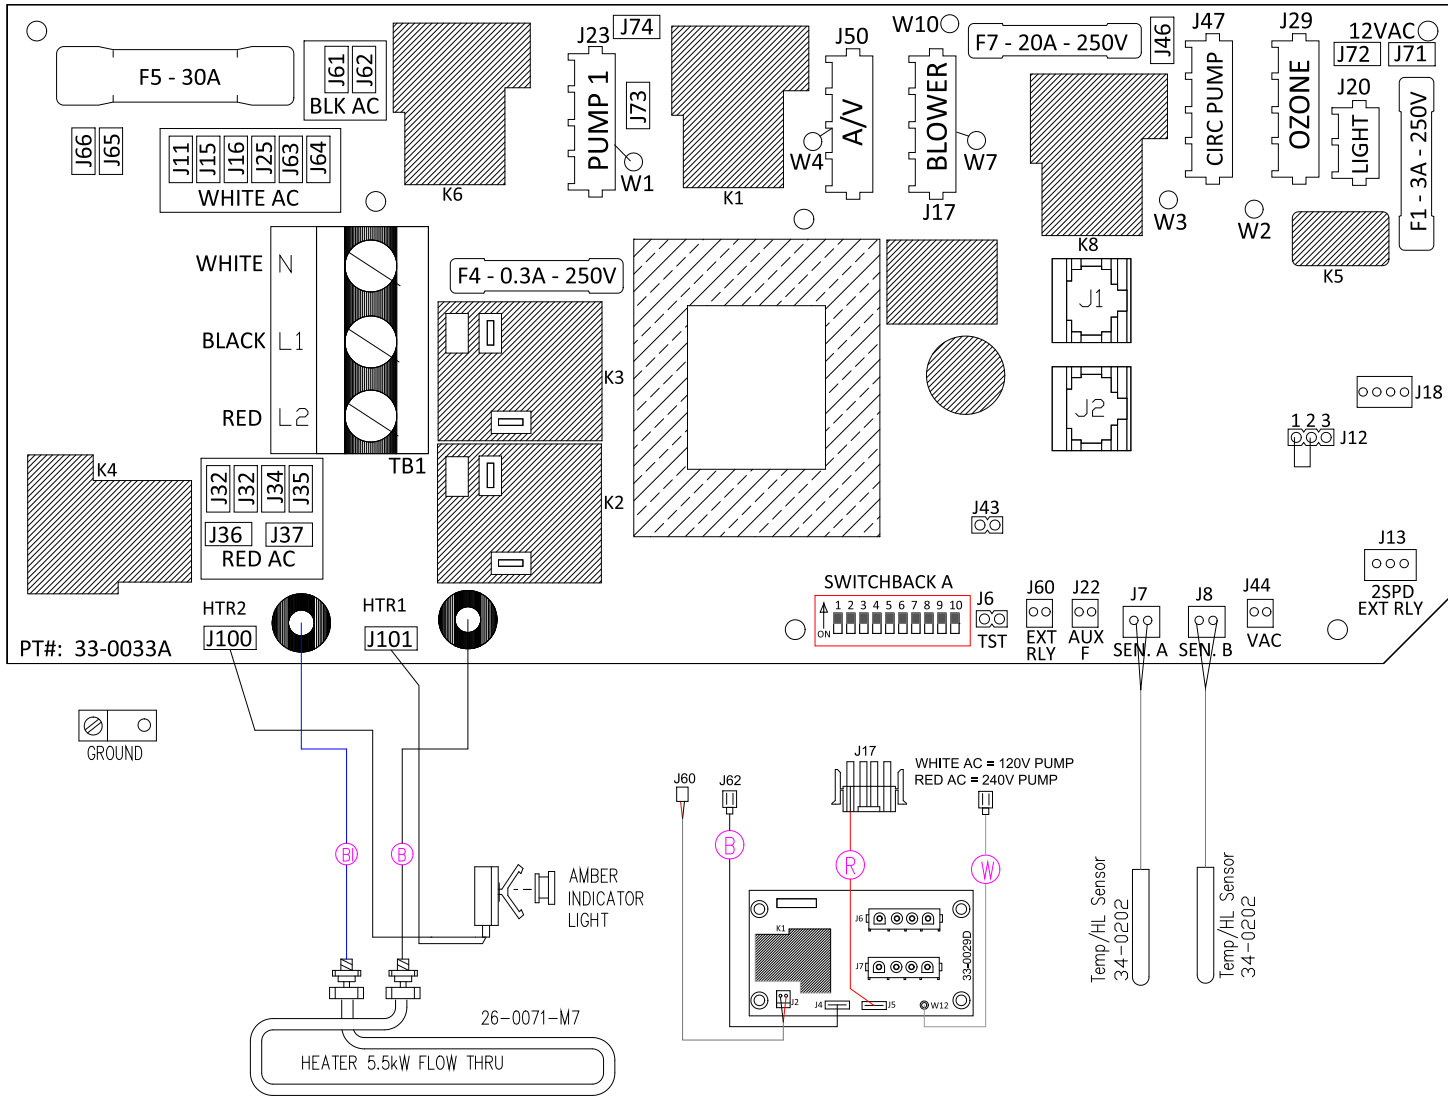 F5 - 30A
J61
J62
BLK AC
J66
J65
J11
J15
J16
J25
J63
J64
WHITE AC
K6
J23
PUMP 1
J74
J73
W1
K1
J50
A/V
W4
W10
BLOWER
J17
W7
F7 - 20A - 250V
J46
K8
J47
CIRC PUMP
W3
J29
OZONE
W2
12VAC
J72
J71
J20
LIGHT
F1 - 3A - 250V
K5
WHITE N
BLACK L1
RED L2
TB1
F4 - 0.3A - 250V
K3
K2
J1
J2
J18
1 2 3
J12
J43
K4
J32
J32
J34
J35
J36
J37
RED AC
HTR2
J100
HTR1
J101
PT#: 33-0033A
SWITCHBACK A
1 2 3 4 5 6 7 8 9 10
ON
J6
TST
J60
EXT
RLY
J22
AUX
F
J7
SEN. A
J8
SEN. B
J44
VAC
J13
2SPD
EXT RLY
GROUND
Bl
B
AMBER
INDICATOR
LIGHT
26-0071-M7
HEATER 5.5kW FLOW THRU
J60
J62
J17
WHITE AC = 120V PUMP
RED AC = 240V PUMP
B
R
W
K1
J6
J7
J2
J4
J5
W12
33-0029D
Temp/HL Sensor
34-0202
Temp/HL Sensor
34-0202